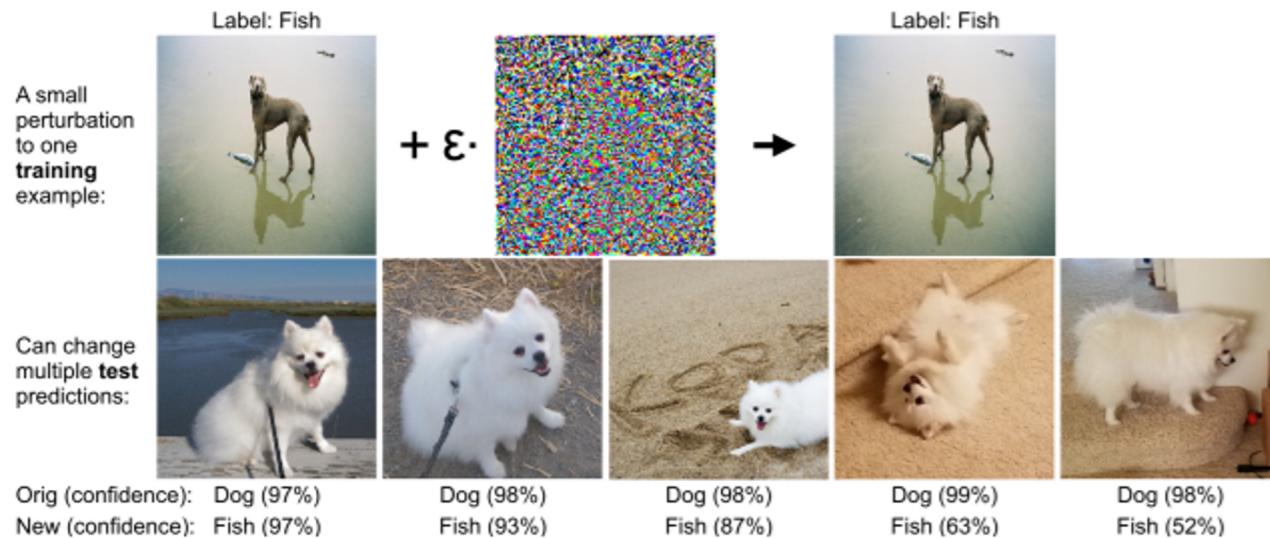 Label: Fish
Label: Fish
A small
perturbation
to one
training
example:
+ ε·
Can change
multiple test
predictions:
Orig (confidence): Dog (97%) Dog (98%) Dog (98%) Dog (99%) Dog (98%)
New (confidence): Fish (97%) Fish (93%) Fish (87%) Fish (63%) Fish (52%)